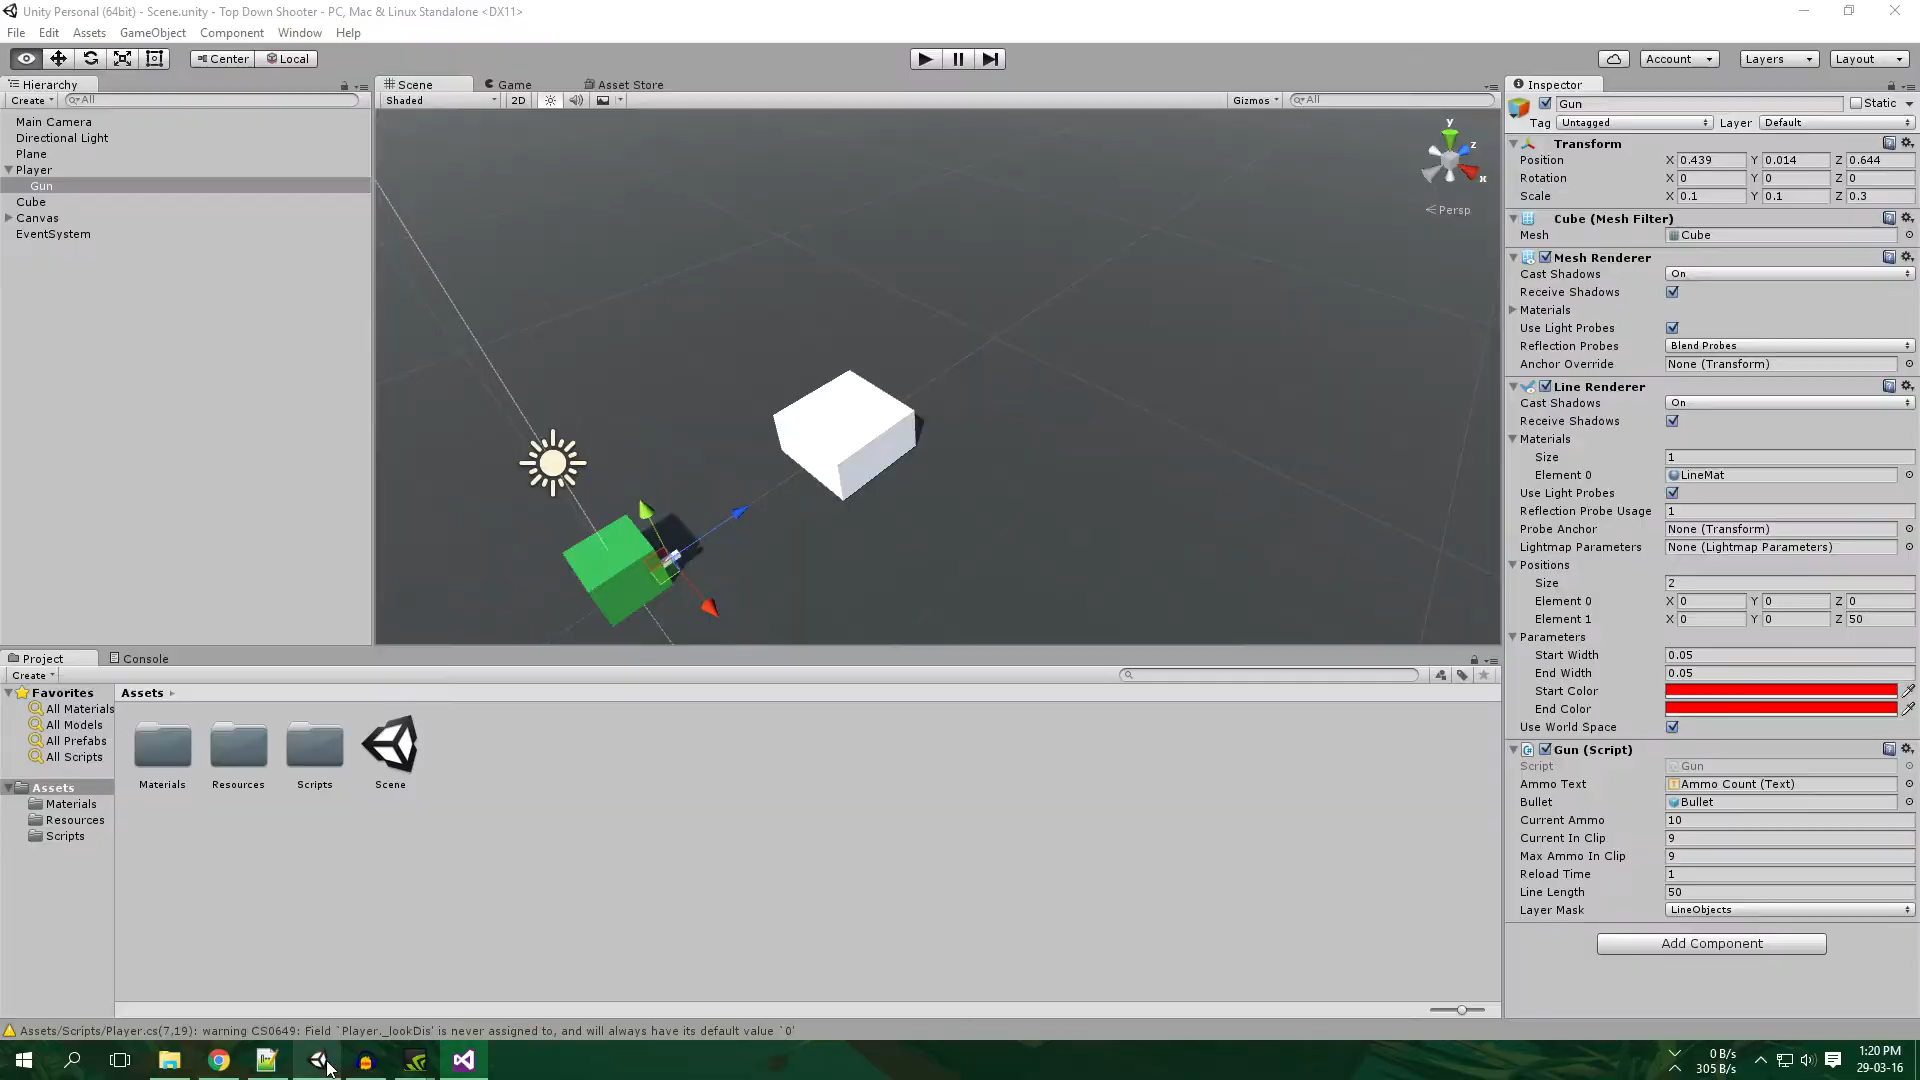 Unity Personal (64bit) - Scene.unity - Top Down Shooter - PC, Mac & Linux Standalone <DX11>
File Edit Assets GameObject Component Window Help
Center Local Account Layers Layout
Hierarchy
Create All
Main Camera
Directional Light
Plane
Player
Gun
Cube
Canvas
EventSystem
Scene Game Asset Store
Shaded 2D Gizmos All
y
z
x
Persp
Inspector
Gun Static
Tag Untagged Layer Default
Transform
Position X 0.439 Y 0.014 Z 0.644
Rotation X 0 Y 0 Z 0
Scale X 0.1 Y 0.1 Z 0.3
Cube (Mesh Filter)
Mesh Cube
Mesh Renderer
Cast Shadows On
Receive Shadows
Materials
Use Light Probes
Reflection Probes Blend Probes
Anchor Override None (Transform)
Line Renderer
Cast Shadows On
Receive Shadows
Materials
Size 1
Element 0 LineMat
Use Light Probes
Reflection Probe Usage 1
Probe Anchor None (Transform)
Lightmap Parameters None (Lightmap Parameters)
Positions
Size 2
Element 0 X 0 Y 0 Z 0
Element 1 X 0 Y 0 Z 50
Parameters
Start Width 0.05
End Width 0.05
Start Color
End Color
Use World Space
Gun (Script)
Script Gun
Ammo Text Ammo Count (Text)
Bullet Bullet
Current Ammo 10
Current In Clip 9
Max Ammo In Clip 9
Reload Time 1
Line Length 50
Layer Mask LineObjects
Add Component
Project Console
Create
Favorites
All Materials
All Models
All Prefabs
All Scripts
Assets
Materials
Resources
Scripts
Assets
Materials Resources Scripts Scene
Assets/Scripts/Player.cs(7,19): warning CS0649: Field `Player._lookDis' is never assigned to, and will always have its default value `0'
0 B/s
305 B/s
1:20 PM
29-03-16